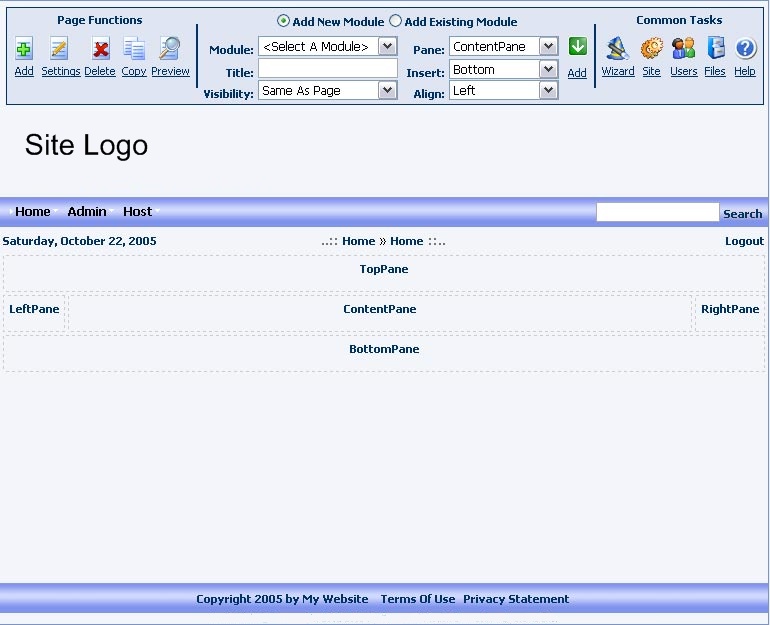 Page Functions
Add Settings Delete Copy Preview
Add New Module Add Existing Module
Module: <Select A Module> Pane: ContentPane
Title: Insert: Bottom Add
Visibility: Same As Page Align: Left
Common Tasks
Wizard Site Users Files Help
Site Logo
Home Admin Host Search
Saturday, October 22, 2005 ..:: Home » Home ::.. Logout
TopPane
LeftPane ContentPane RightPane
BottomPane
Copyright 2005 by My Website Terms Of Use Privacy Statement